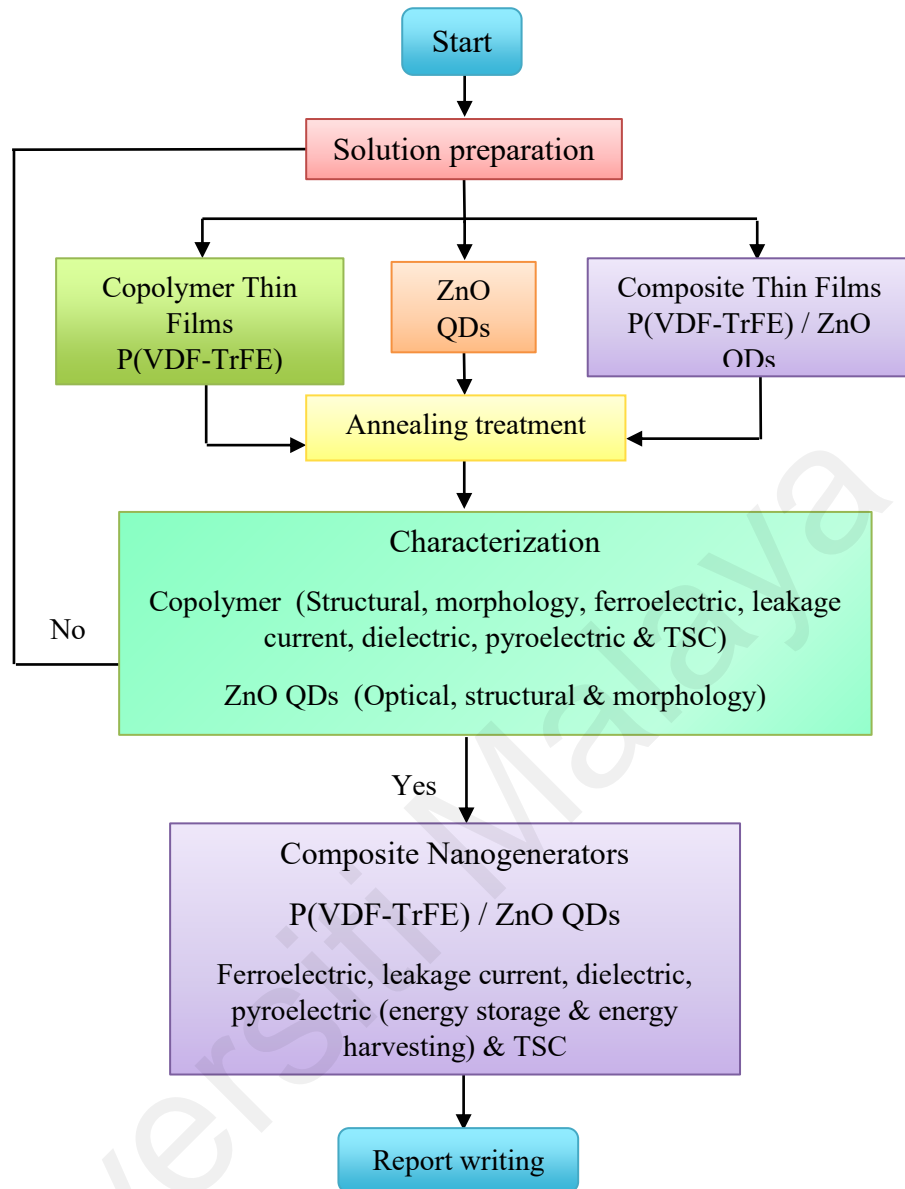 Start
Solution preparation
Copolymer Thin
Films
P(VDF-TrFE)
ZnO
QDs
Composite Thin Films
P(VDF-TrFE) / ZnO
QDs
Annealing treatment
Characterization
Copolymer (Structural, morphology, ferroelectric, leakage
current, dielectric, pyroelectric & TSC)
ZnO QDs (Optical, structural & morphology)
No
Yes
Composite Nanogenerators
P(VDF-TrFE) / ZnO QDs
Ferroelectric, leakage current, dielectric,
pyroelectric (energy storage & energy
harvesting) & TSC
Report writing
versiti Malaya